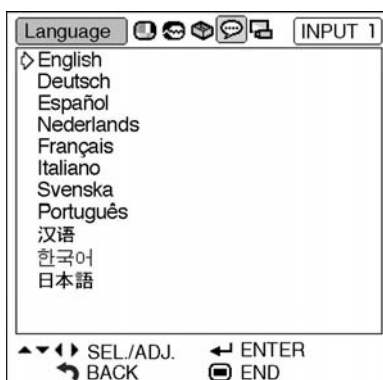 Language INPUT 1
English
Deutsch
Español
Nederlands
Français
Italiano
Svenska
Português
汉语
한국어
日本語
SEL./ADJ. ENTER
BACK END